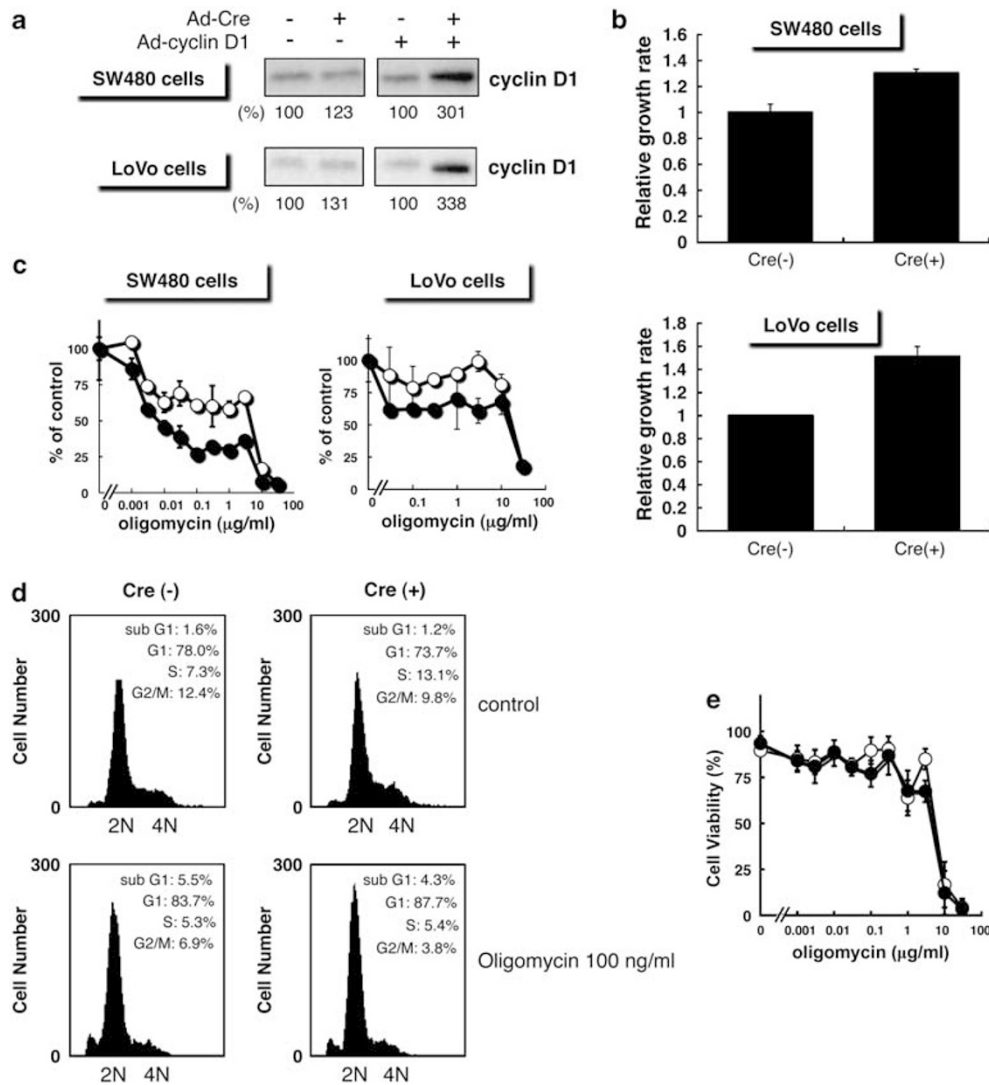 a
Ad-Cre - + - +
Ad-cyclin D1 - - + +
SW480 cells
cyclin D1
(%) 100 123 100 301
LoVo cells
cyclin D1
(%) 100 131 100 338
b
SW480 cells
Relative growth rate
1.6
1.4
1.2
1
0.8
0.6
0.4
0.2
0
Cre(-) Cre(+)
LoVo cells
Relative growth rate
1.8
1.6
1.4
1.2
1
0.8
0.6
0.4
0.2
0
Cre(-) Cre(+)
c
SW480 cells
% of control
100
75
50
25
0
0 0.001 0.01 0.1 1 10 100
oligomycin (μg/ml)
LoVo cells
% of control
100
75
50
25
0
0 0.1 1 10 100
oligomycin (μg/ml)
d
Cre (-)
Cell Number
300
0
sub G1: 1.6%
G1: 78.0%
S: 7.3%
G2/M: 12.4%
2N 4N
Cre (+)
Cell Number
300
0
sub G1: 1.2%
G1: 73.7%
S: 13.1%
G2/M: 9.8%
2N 4N
control
Cell Number
300
0
sub G1: 5.5%
G1: 83.7%
S: 5.3%
G2/M: 6.9%
2N 4N
Cell Number
300
0
sub G1: 4.3%
G1: 87.7%
S: 5.4%
G2/M: 3.8%
2N 4N
Oligomycin 100 ng/ml
e
Cell Viability (%)
100
75
50
25
0
0 0.001 0.01 0.1 1 10 100
oligomycin (μg/ml)